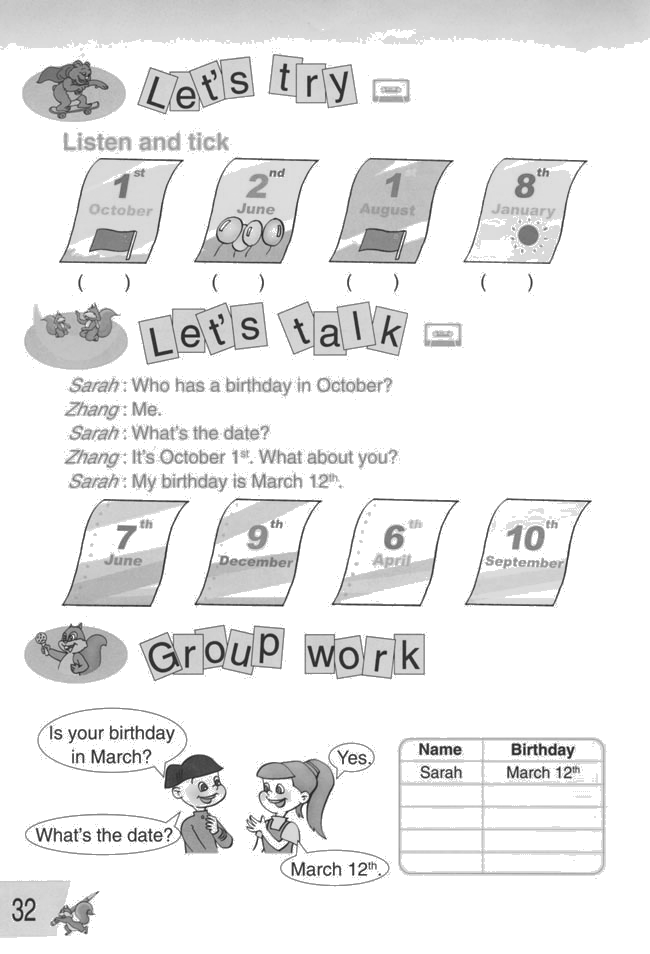 Let's try
Listen and tick
1st October
2nd June
1 August
8th January
( ) ( ) ( ) ( )
Let's talk
Sarah: Who has a birthday in October?
Zhang: Me.
Sarah: What's the date?
Zhang: It's October 1st. What about you?
Sarah: My birthday is March 12th.
7th June
9th December
6th April
10th September
Group work
Is your birthday
in March?
Yes.
What's the date?
March 12th.
Name Birthday
Sarah March 12th
32